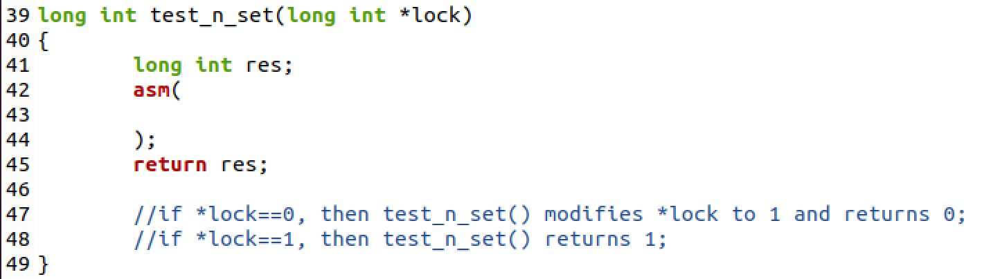 39 long int test_n_set(long int *lock)
40 {
41 long int res;
42 asm(
43
44 );
45 return res;
46
47 //if *lock==0, then test_n_set() modifies *lock to 1 and returns 0;
48 //if *lock==1, then test_n_set() returns 1;
49 }